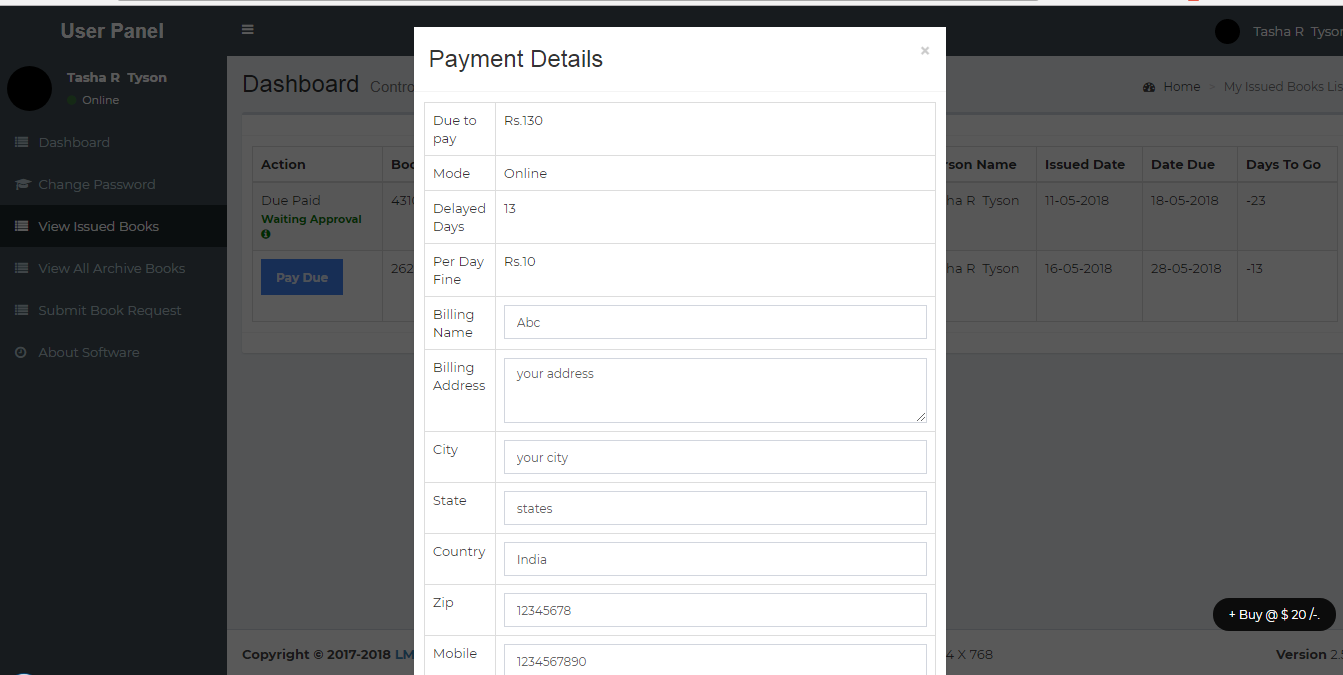 User Panel
Tasha R Tyson
Online
Dashboard
Change Password
View Issued Books
View All Archive Books
Submit Book Request
About Software
Tasha R Tyson
Dashboard
Home > My Issued Books Lis
Action
Issued Date
Date Due
Days To Go
son Name
Due Paid
Waiting Approval
ha R Tyson
11-05-2018
18-05-2018
-23
Pay Due
262
ha R Tyson
16-05-2018
28-05-2018
-13
Payment Details
×
Due to
pay
Rs.130
Mode
Online
Delayed
Days
13
Per Day
Fine
Rs.10
Billing
Name
Abc
Billing
Address
your address
City
your city
State
states
Country
India
Zip
12345678
Mobile
1234567890
+ Buy @ $ 20 /-.
Copyright © 2017-2018 LM
4 X 768
Version 2.